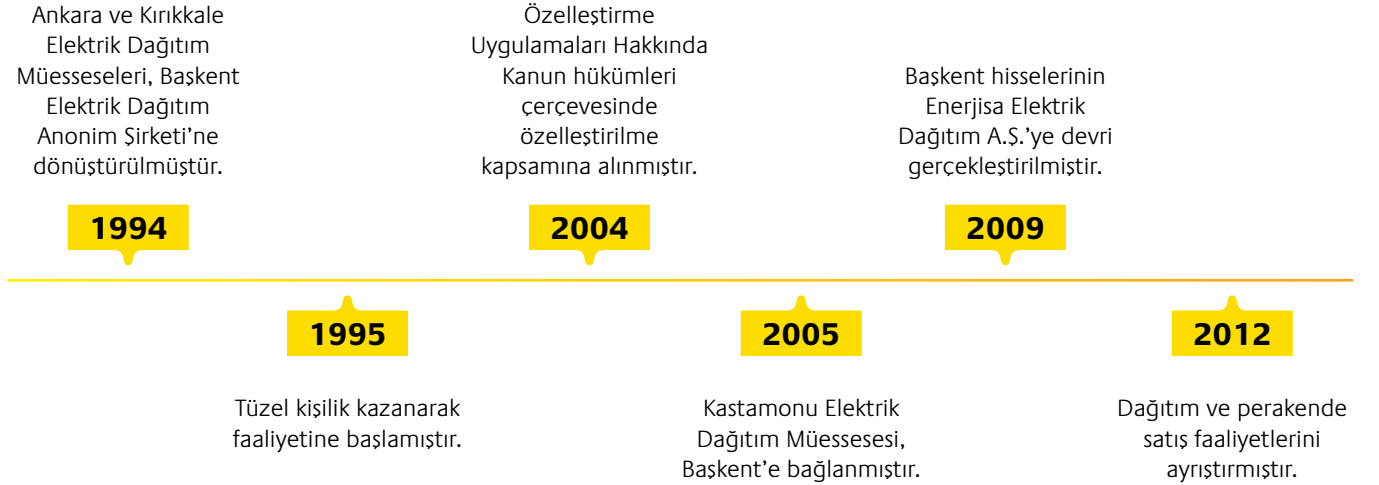 Ankara ve Kırıkkale
Elektrik Dağıtım
Müesseseleri, Başkent
Elektrik Dağıtım
Anonim Şirketi’ne
dönüştürülmüştür.
1994
Tüzel kişilik kazanarak
faaliyetine başlamıştır.
1995
Özelleştirme
Uygulamaları Hakkında
Kanun hükümleri
çerçevesinde
özelleştirilme
kapsamına alınmıştır.
2004
2005
Kastamonu Elektrik
Dağıtım Müessesesi,
Başkent’e bağlanmıştır.
Başkent hisselerinin
Enerjisa Elektrik
Dağıtım A.Ş.’ye devri
gerçekleştirilmiştir.
2009
2012
Dağıtım ve perakende
satış faaliyetlerini
ayrıştırmıştır.